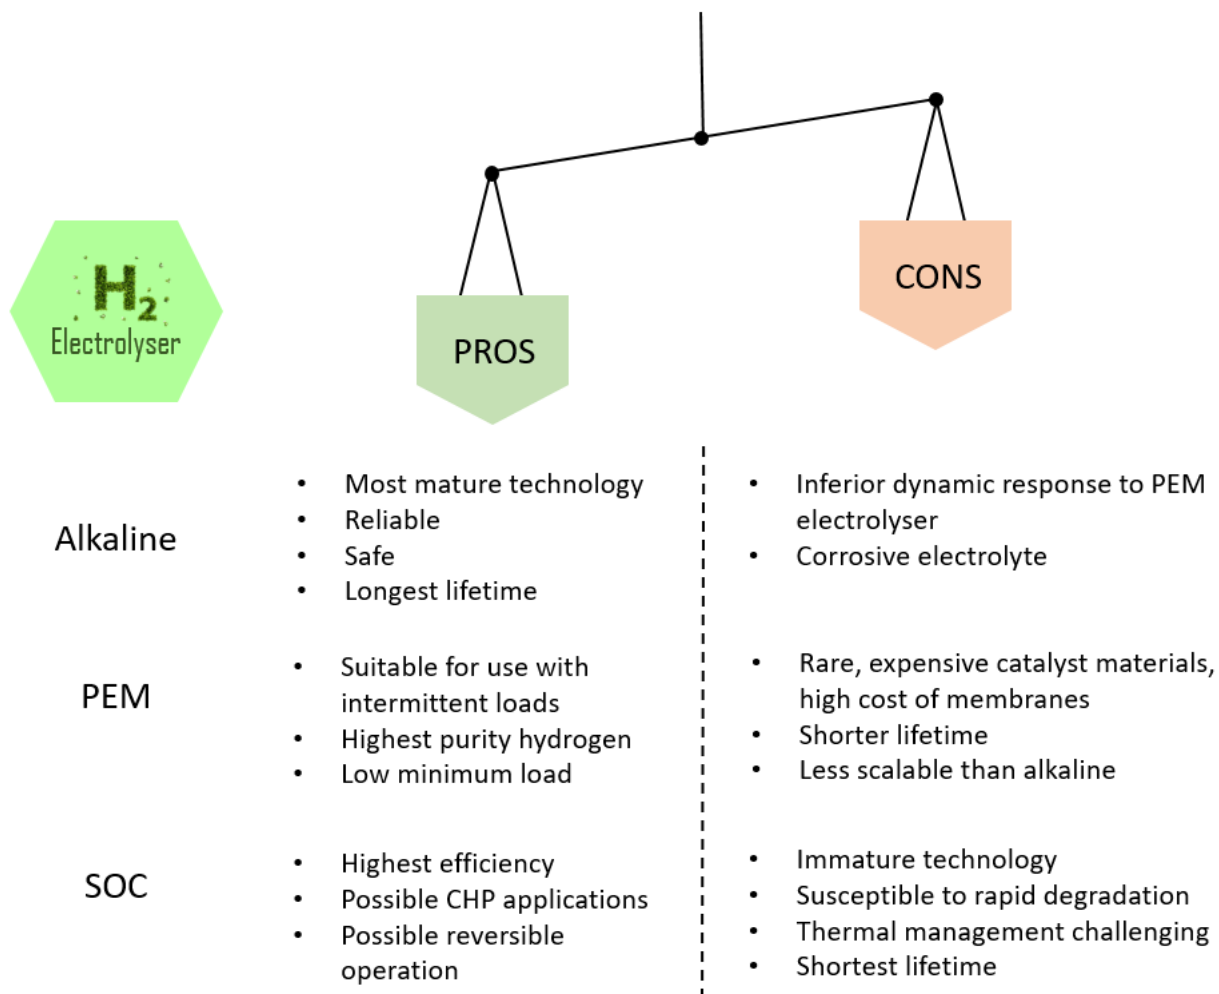 CONS
PROS
H2
Electrolyser
Alkaline
• Most mature technology
• Reliable
• Safe
• Longest lifetime
• Inferior dynamic response to PEM
electrolyser
• Corrosive electrolyte
PEM
• Suitable for use with
intermittent loads
• Highest purity hydrogen
• Low minimum load
• Rare, expensive catalyst materials,
high cost of membranes
• Shorter lifetime
• Less scalable than alkaline
SOC
• Highest efficiency
• Possible CHP applications
• Possible reversible
operation
• Immature technology
• Susceptible to rapid degradation
• Thermal management challenging
• Shortest lifetime